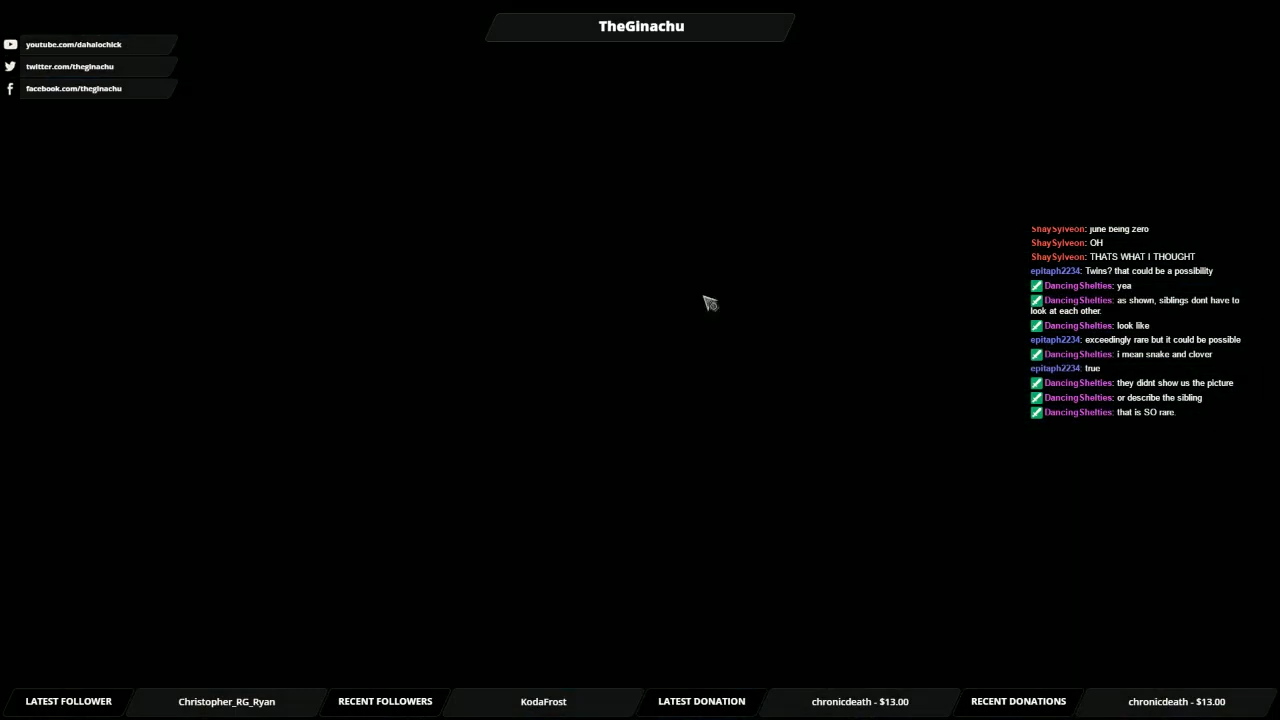 TheGinachu
youtube.com/dahalochick
twitter.com/theginachu
facebook.com/theginachu
ShaySylveon: june being zero
ShaySylveon: OH
ShaySylveon: THATS WHAT I THOUGHT
epitaph2234: Twins? that could be a possibility
DancingShelties: yea
DancingShelties: as shown, siblings dont have to
look at each other.
DancingShelties: look like
epitaph2234: exceedingly rare but it could be possible
DancingShelties: i mean snake and clover
epitaph2234: true
DancingShelties: they didnt show us the picture
DancingShelties: or describe the sibling
DancingShelties: that is SO rare.
LATEST FOLLOWER Christopher_RG_Ryan RECENT FOLLOWERS KodaFrost LATEST DONATION chronicdeath - $13.00 RECENT DONATIONS chronicdeath - $13.00